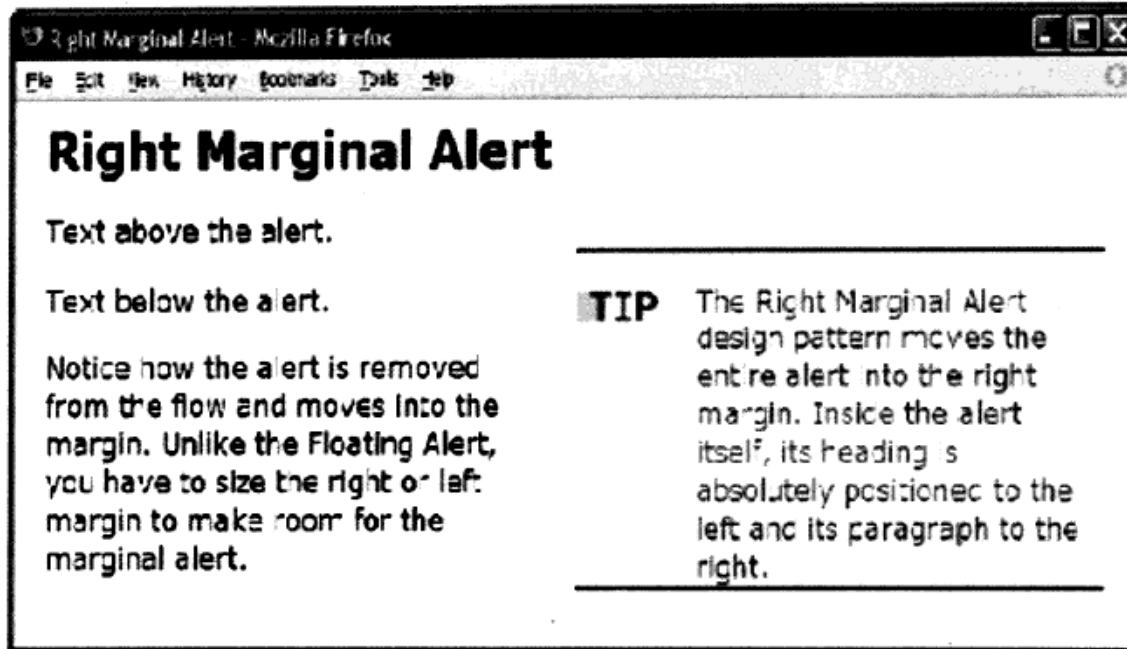 Right Marginal Alert - Mozilla Firefox
File Edit View History Bookmarks Tools Help
Right Marginal Alert
Text above the alert.
Text below the alert.
Notice how the alert is removed
from the flow and moves into the
margin. Unlike the Floating Alert,
you have to size the right or left
margin to make room for the
marginal alert.
TIP
The Right Marginal Alert
design pattern moves the
entire alert into the right
margin. Inside the alert
itself, its heading is
absolutely positioned to the
left and its paragraph to the
right.